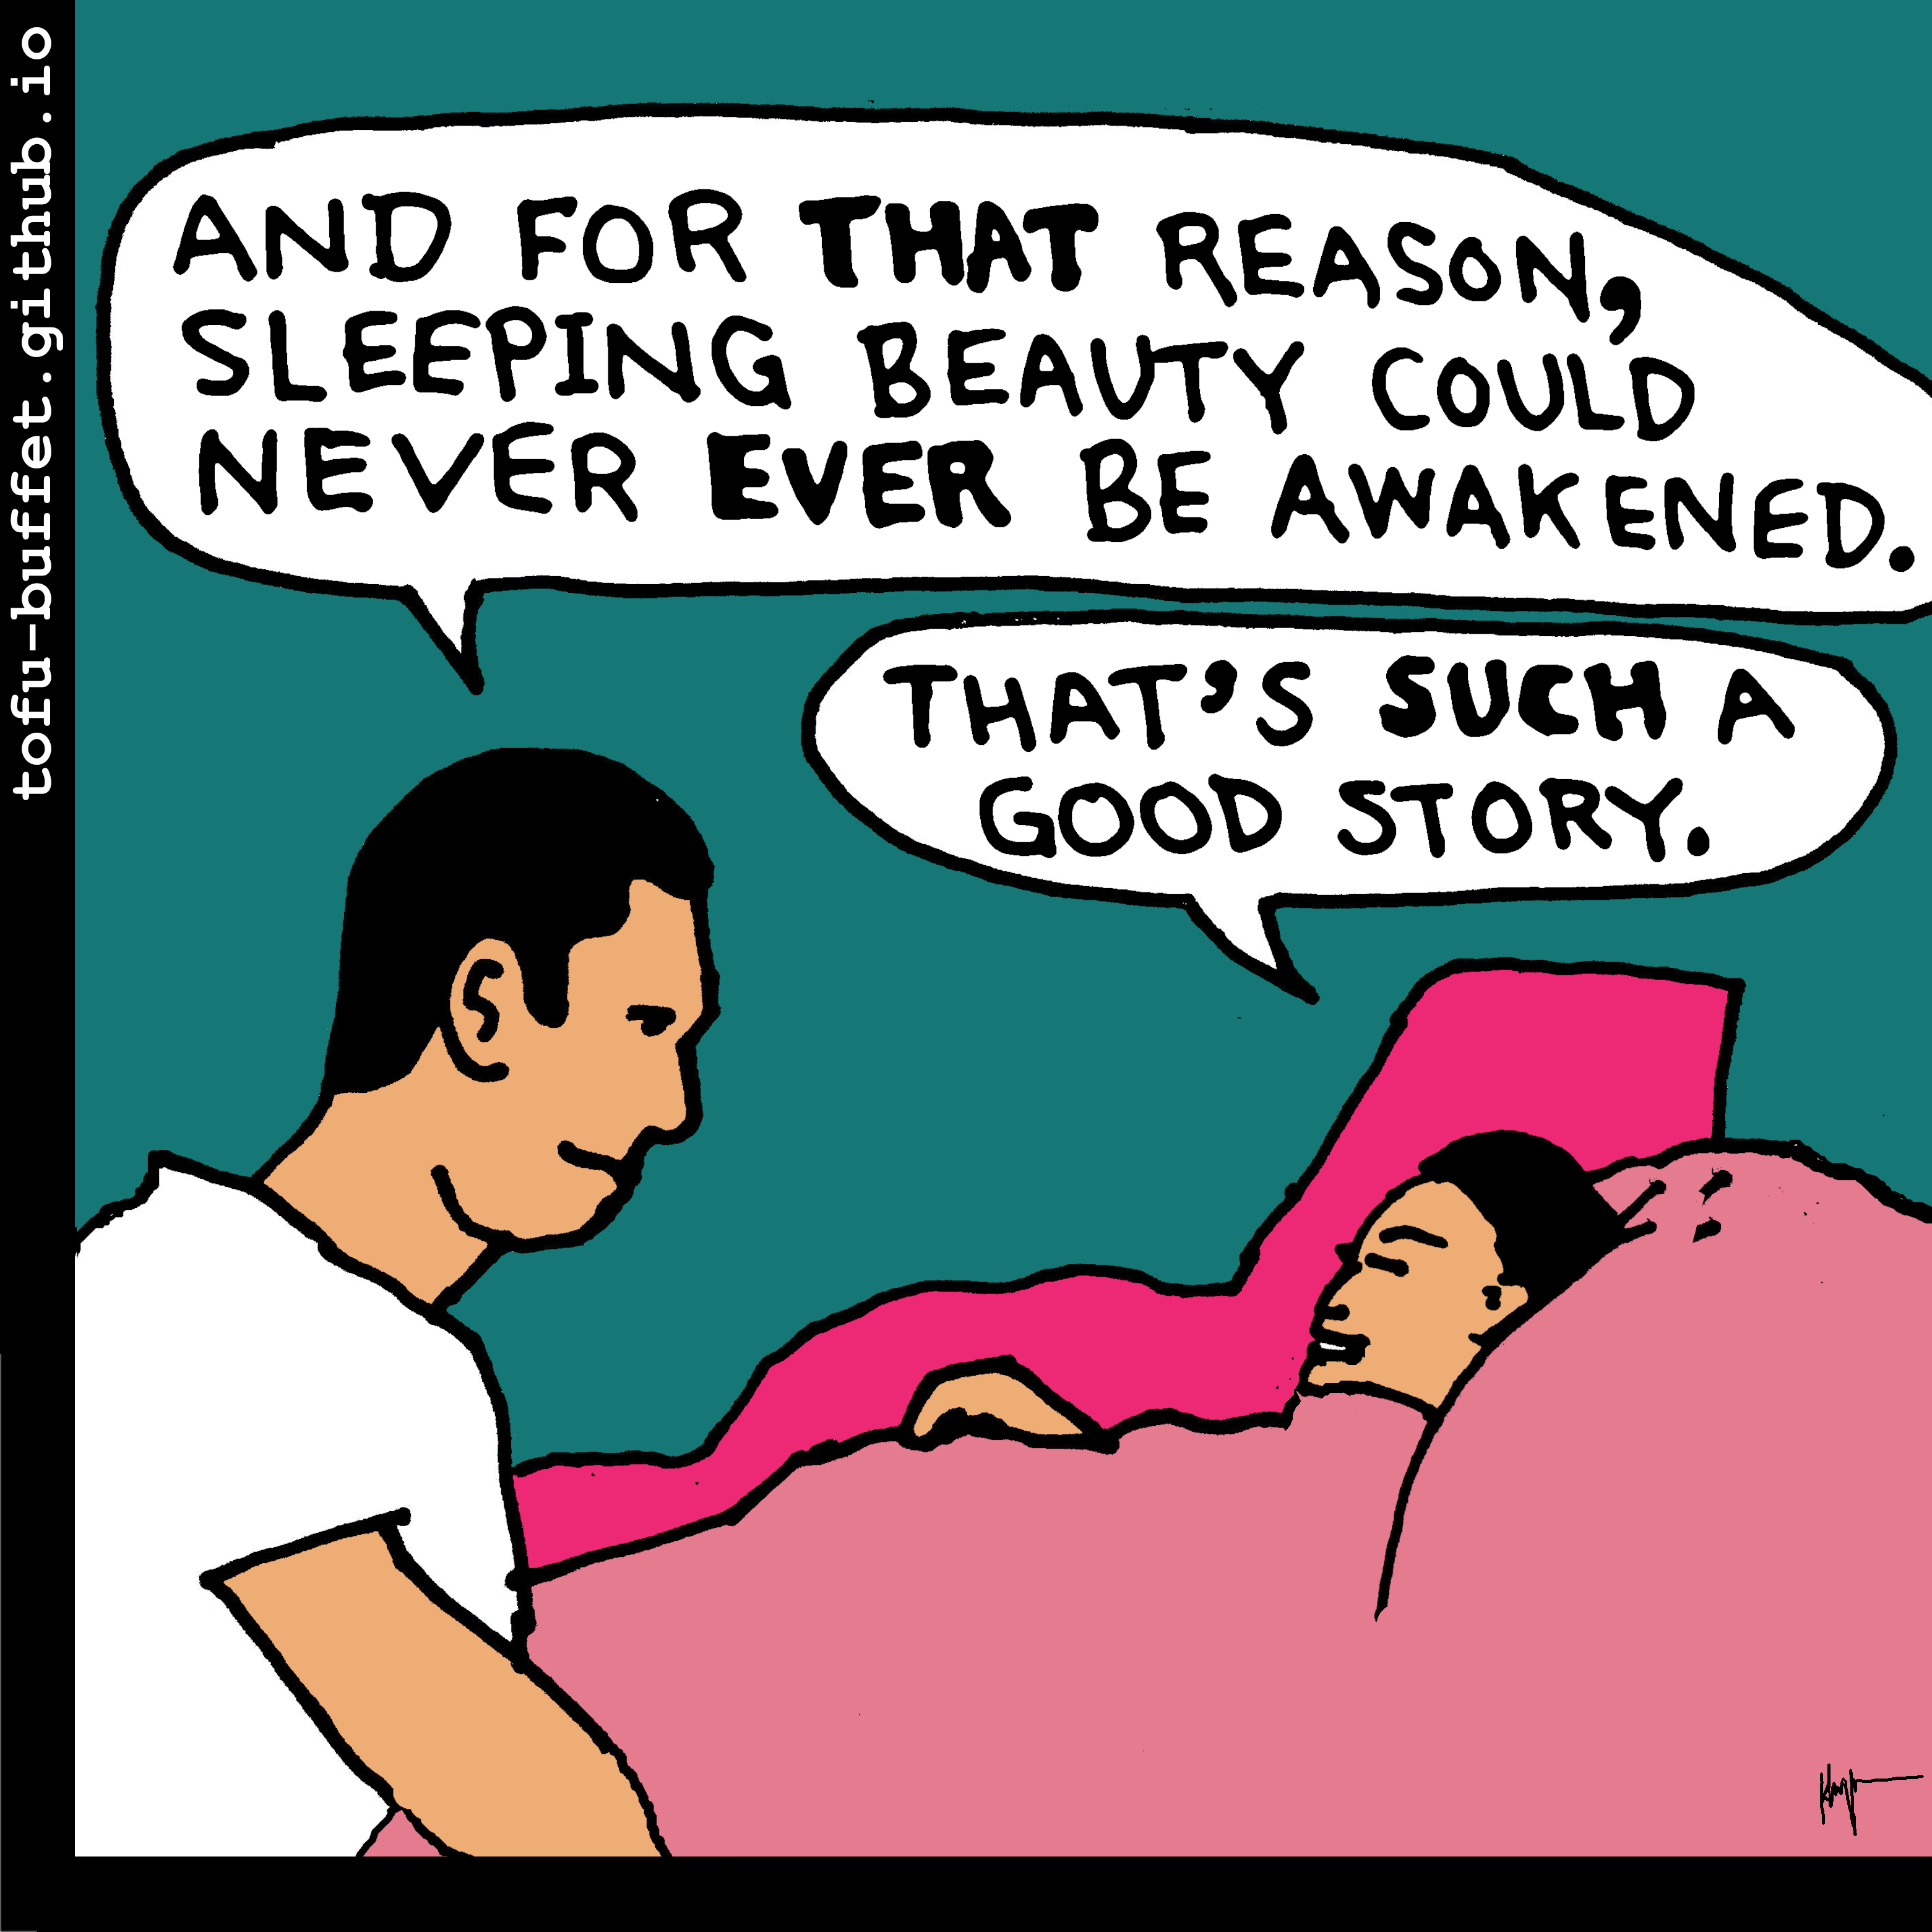 tofu-buffet.github.io
AND FOR THAT REASON,
SLEEPING BEAUTY COULD
NEVER EVER BE AWAKENED.
THAT'S SUCH A
GOOD STORY.